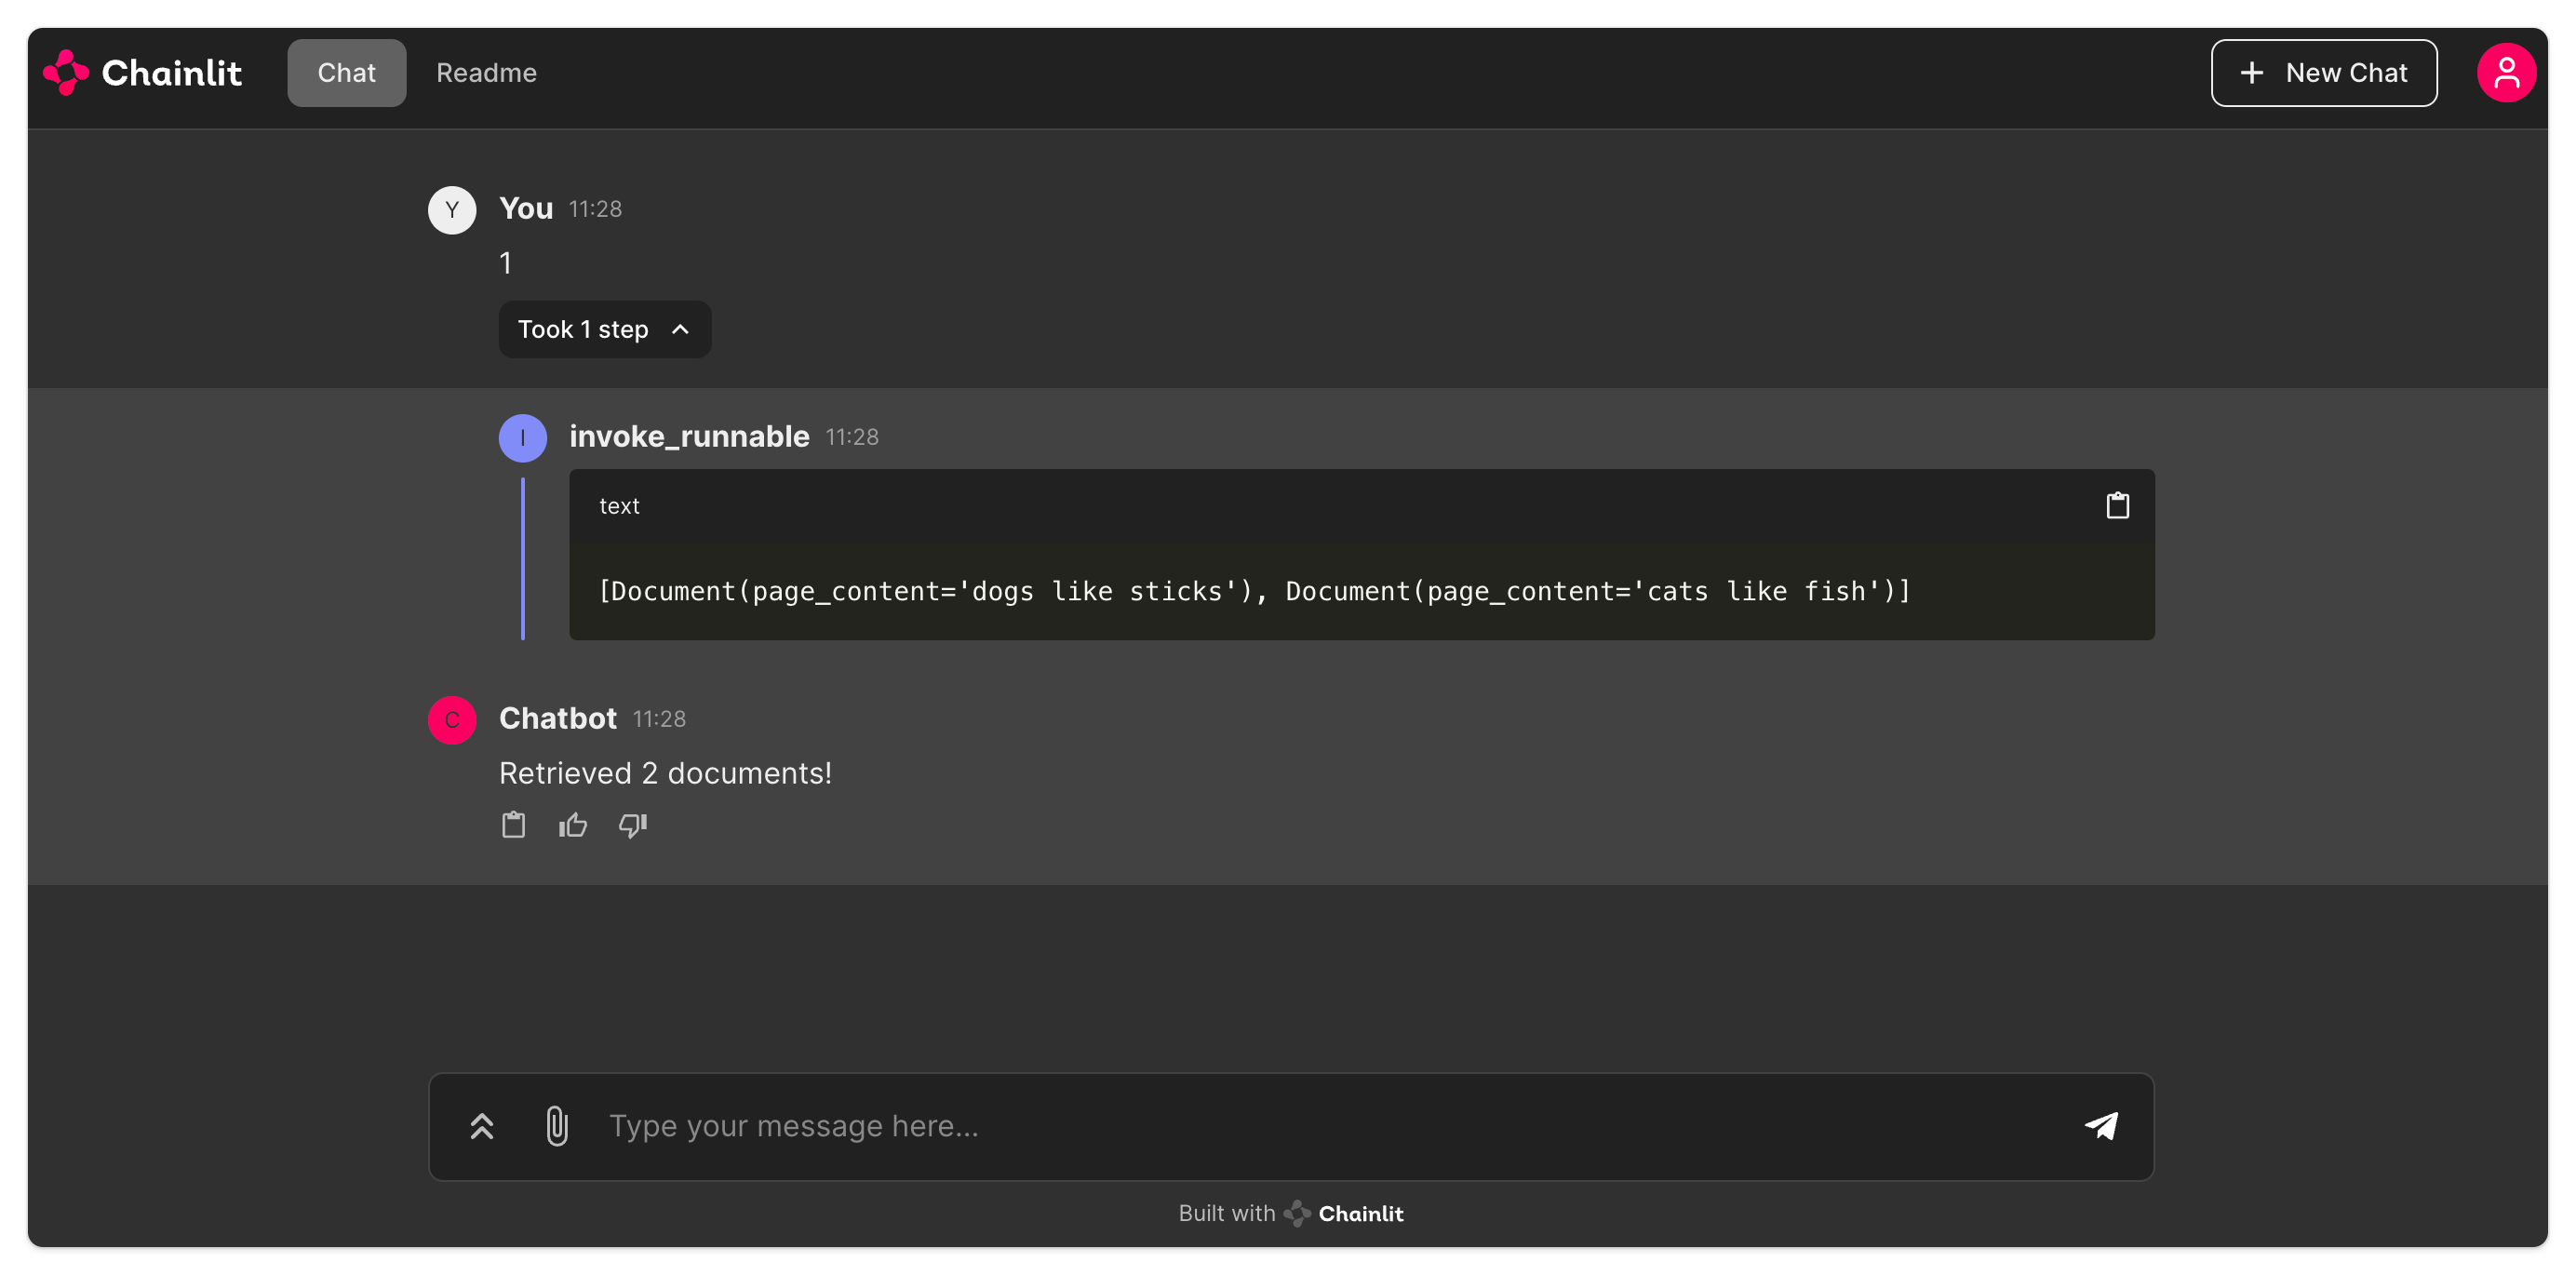 Chainlit Chat Readme + New Chat
Y You 11:28
1
Took 1 step
I invoke_runnable 11:28
text
[Document(page_content='dogs like sticks'), Document(page_content='cats like fish')]
C Chatbot 11:28
Retrieved 2 documents!
Type your message here...
Built with Chainlit